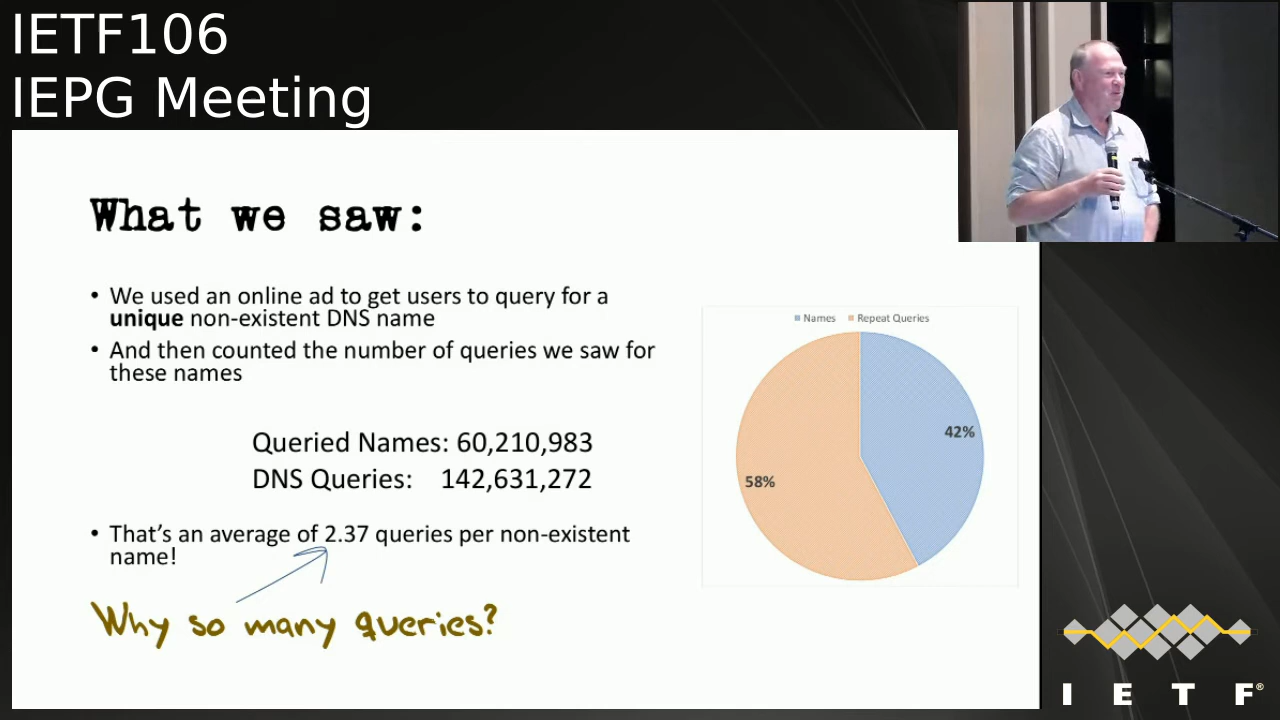 IETF106
IEPG Meeting
What we saw:
• We used an online ad to get users to query for a
unique non-existent DNS name
• And then counted the number of queries we saw for
these names
Queried Names: 60,210,983
DNS Queries: 142,631,272
• That's an average of 2.37 queries per non-existent
name!
Why so many queries?
Names Repeat Queries
42%
58%
I E T F®